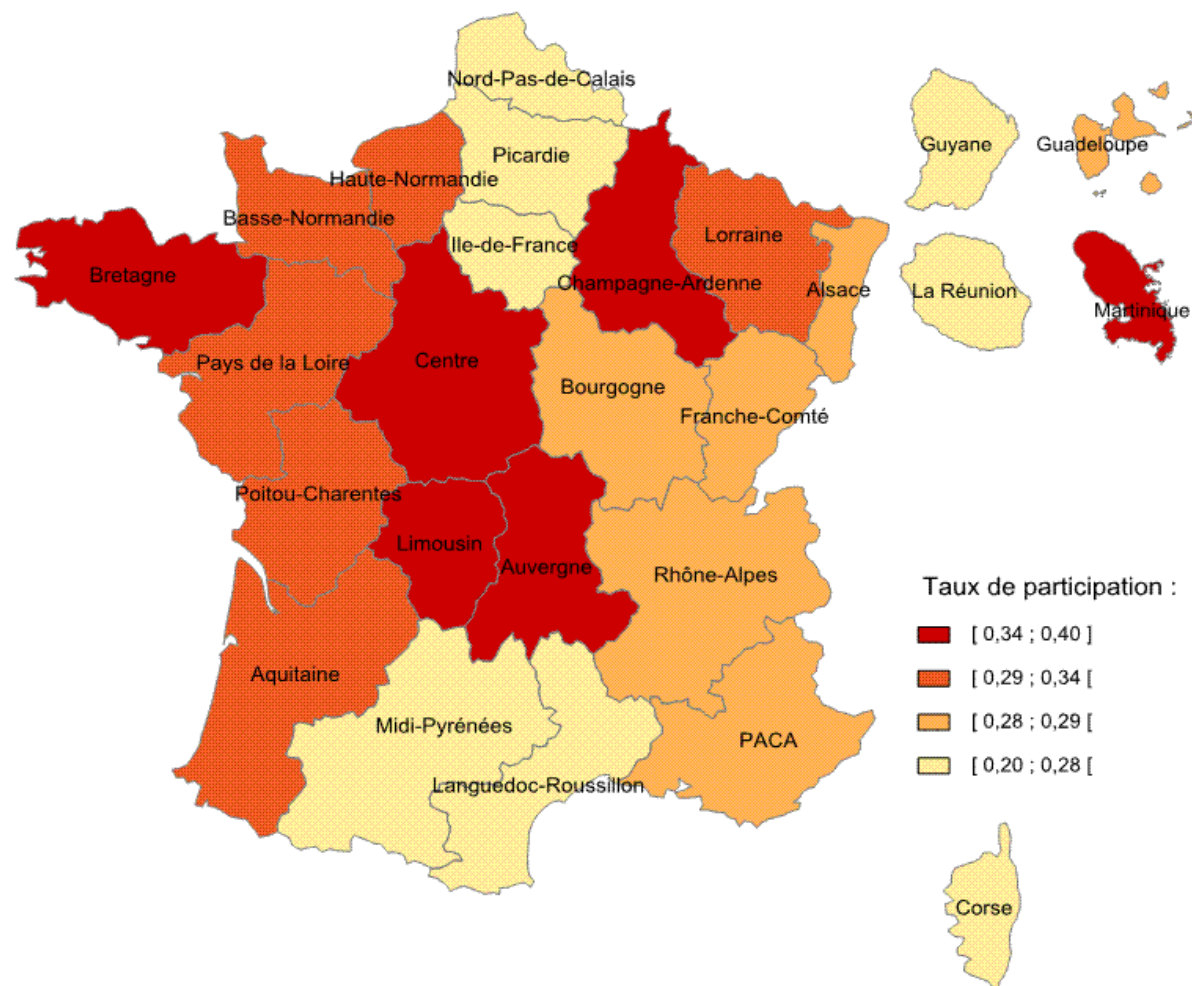 Nord-Pas-de-Calais
Picardie
Guyane
Guadeloupe
Haute-Normandie
Basse-Normandie
Ile-de-France
Lorraine
Bretagne
Champagne-Ardenne
Alsace
La Réunion
Martinique
Pays de la Loire
Centre
Bourgogne
Franche-Comté
Poitou-Charentes
Limousin
Auvergne
Rhône-Alpes
Aquitaine
Midi-Pyrénées
PACA
Languedoc-Roussillon
Taux de participation :
[ 0,34 ; 0,40 ]
[ 0,29 ; 0,34 [
[ 0,28 ; 0,29 [
[ 0,20 ; 0,28 [
Corse